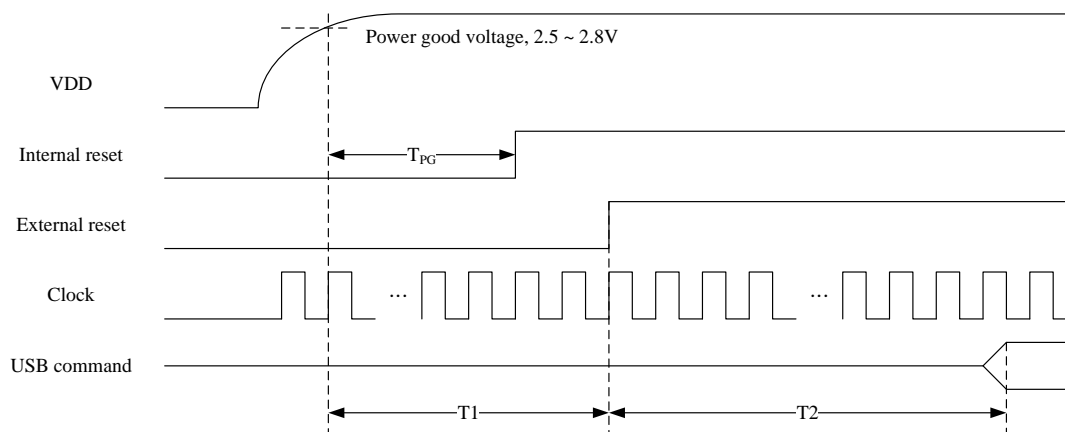 Power good voltage, 2.5 ~ 2.8V
VDD
Internal reset
TPG
External reset
Clock
...
...
USB command
T1
T2